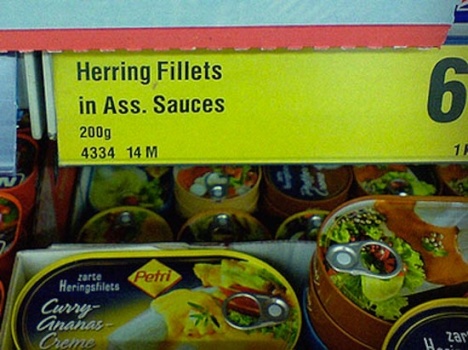 Herring Fillets
in Ass. Sauces
200g
4334 14 M
6
zarte
Heringsfilets
Petri
Curry-
Ananas-
Creme